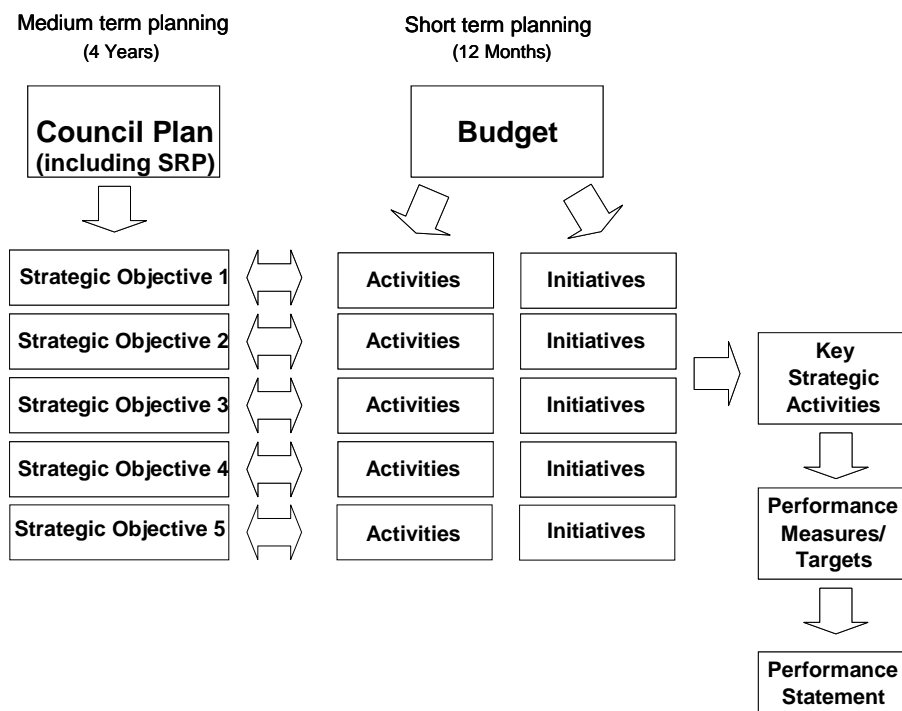 Medium term planning
(4 Years)
Short term planning
(12 Months)
Council Plan
(including SRP)
Budget
Strategic Objective 1
Activities
Initiatives
Strategic Objective 2
Activities
Initiatives
Strategic Objective 3
Activities
Initiatives
Strategic Objective 4
Activities
Initiatives
Strategic Objective 5
Activities
Initiatives
Key
Strategic
Activities
Performance
Measures/
Targets
Performance
Statement